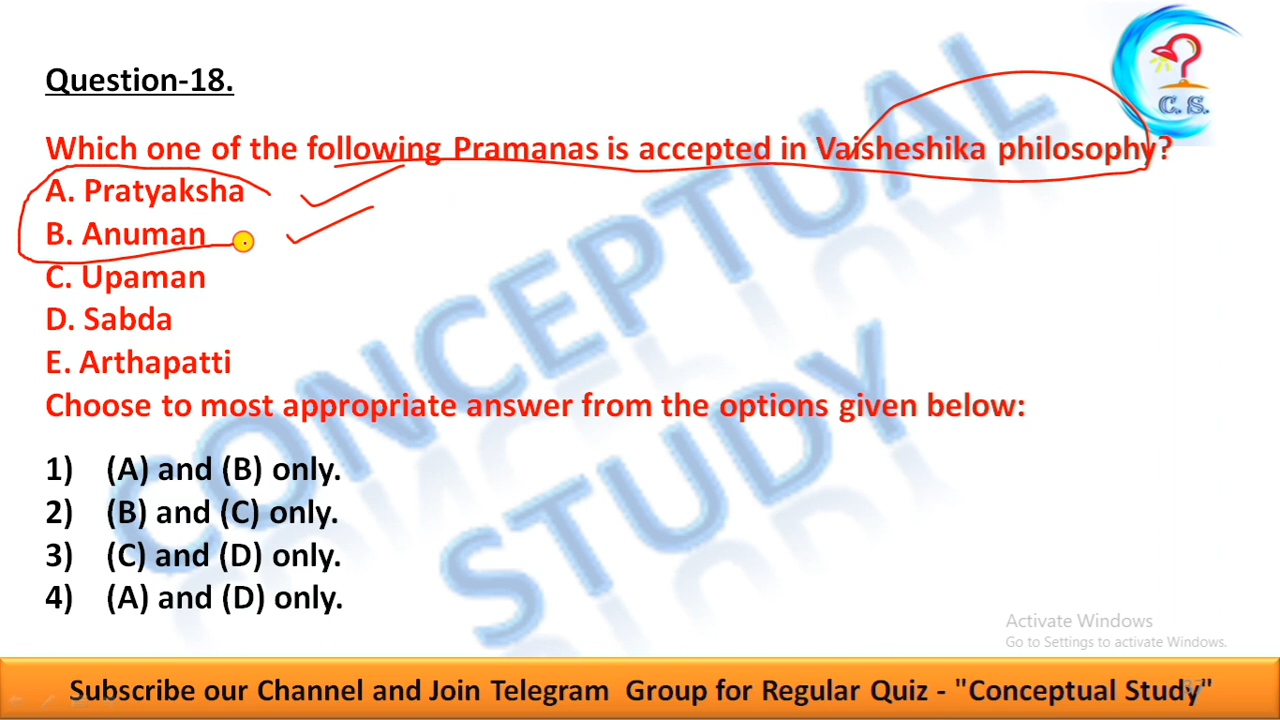 C. S.
Question-18.
Which one of the following Pramanas is accepted in Vaisheshika philosophy?
A. Pratyaksha
B. Anuman
C. Upaman
D. Sabda
E. Arthapatti
Choose to most appropriate answer from the options given below:
1) (A) and (B) only.
2) (B) and (C) only.
3) (C) and (D) only.
4) (A) and (D) only.
CONCEPTUAL
STUDY
Activate Windows
Go to Settings to activate Windows.
Subscribe our Channel and Join Telegram Group for Regular Quiz - "Conceptual Study"